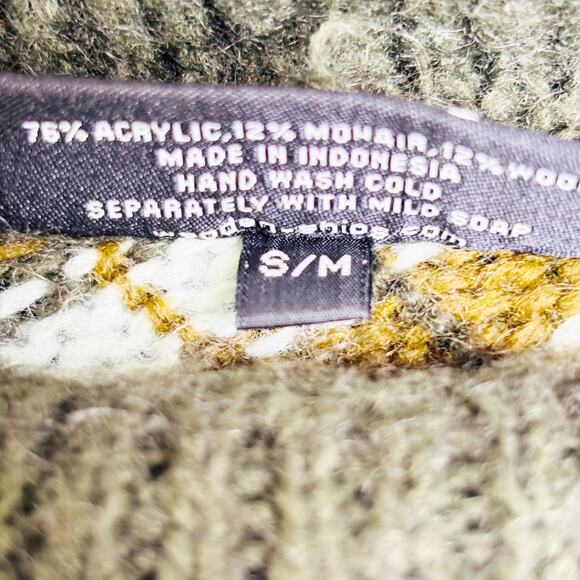 76% ACRYLIC, 12% MOHAIR, 12% WOOL
MADE IN INDONESIA
HAND WASH COLD
SEPARATELY WITH MILD SOAP
S/M